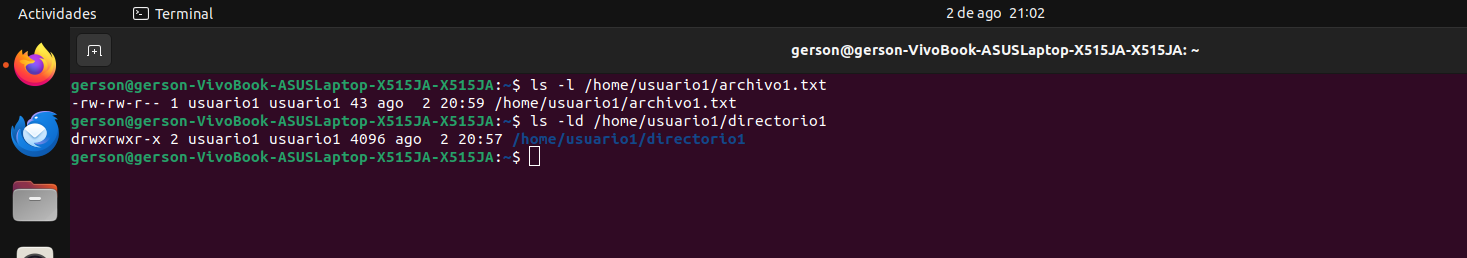 Actividades Terminal 2 de ago 21:02
gerson@gerson-VivoBook-ASUSLaptop-X515JA-X515JA: ~
gerson@gerson-VivoBook-ASUSLaptop-X515JA-X515JA:~$ ls -l /home/usuario1/archivo1.txt
-rw-rw-r-- 1 usuario1 usuario1 43 ago  2 20:59 /home/usuario1/archivo1.txt
gerson@gerson-VivoBook-ASUSLaptop-X515JA-X515JA:~$ ls -ld /home/usuario1/directorio1
drwxrwxr-x 2 usuario1 usuario1 4096 ago  2 20:57 /home/usuario1/directorio1
gerson@gerson-VivoBook-ASUSLaptop-X515JA-X515JA:~$